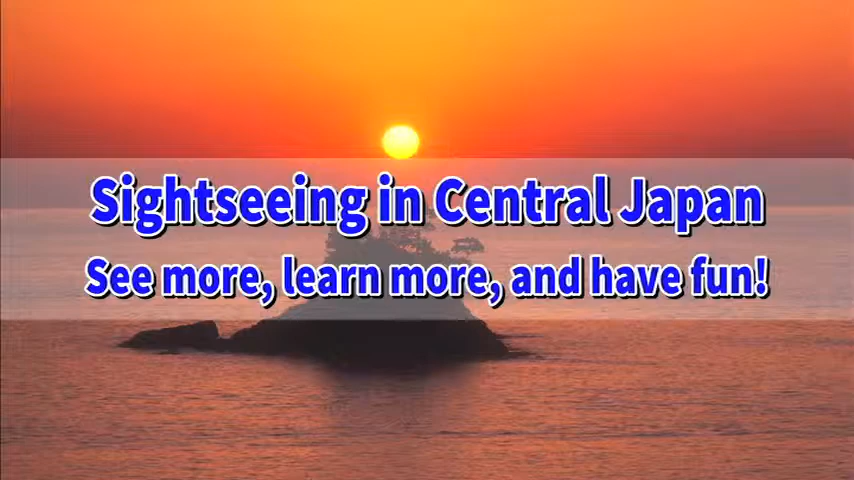 Sightseeing in Central Japan
See more, learn more, and have fun!